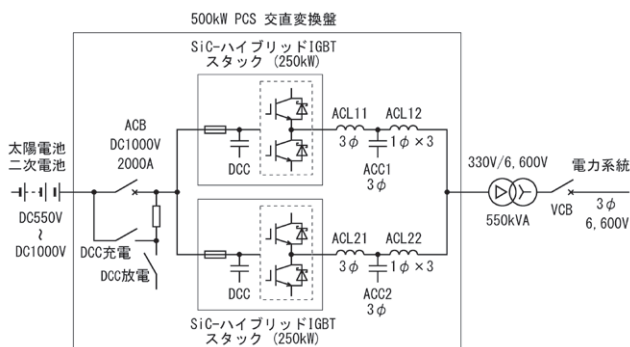 500kW PCS 交直変換盤
SiC-ハイブリッドIGBT
スタック (250kW)
ACL11
ACL12
3φ
1φ×3
ACC1
3φ
DCC
太陽電池
二次電池
ACB
DC1000V
2000A
DC550V
~
DC1000V
DCC充電
DCC放電
330V/6,600V
550kVA
電力系統
VCB
3φ
6,600V
ACL21
ACL22
3φ
1φ×3
ACC2
3φ
DCC
SiC-ハイブリッドIGBT
スタック (250kW)